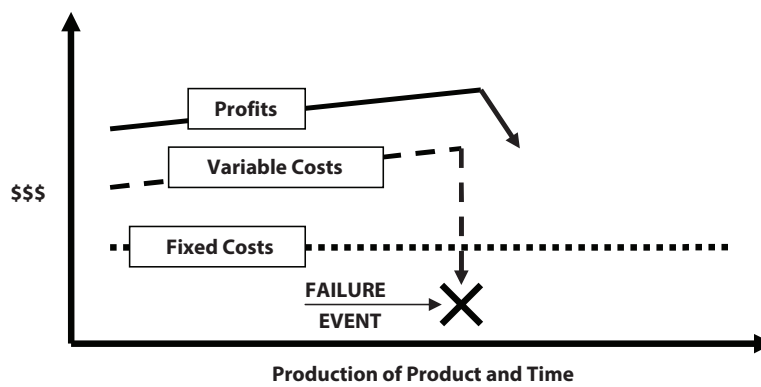 Profits
Variable Costs
$$$
Fixed Costs
FAILURE
EVENT
Production of Product and Time